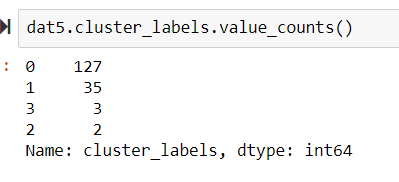 dat5.cluster_labels.value_counts()
: 0    127
1     35
3      3
2      2
Name: cluster_labels, dtype: int64